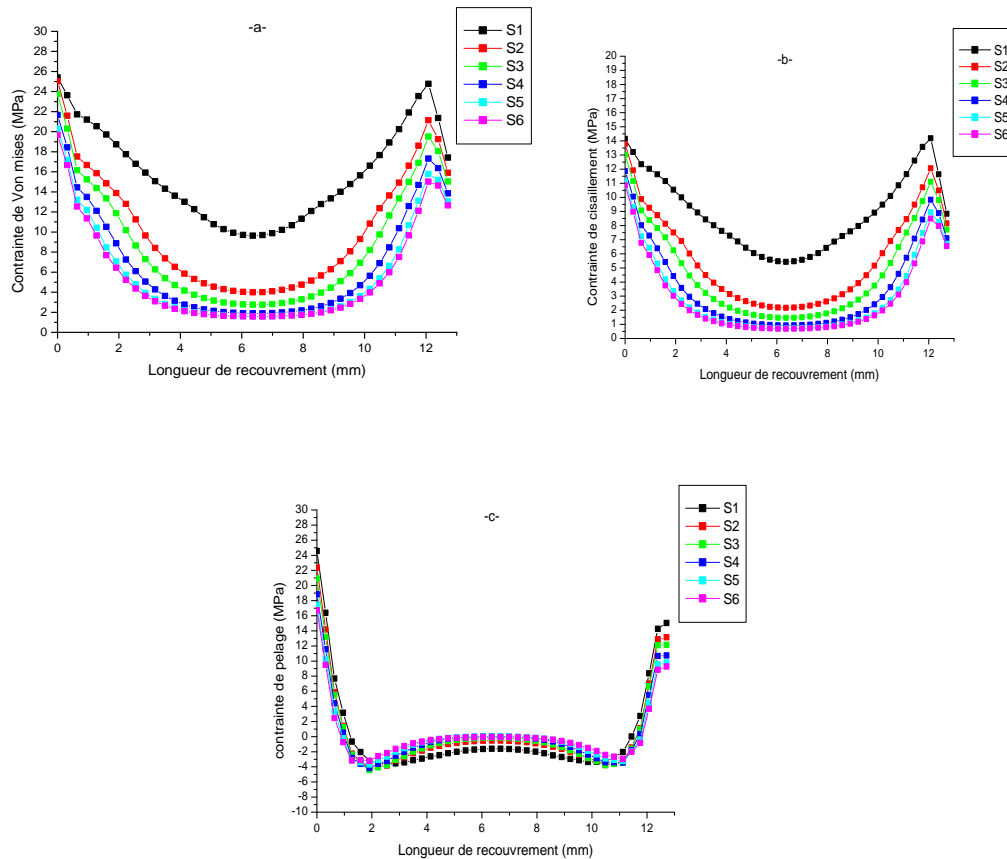 -a-
Contrainte de Von mises (MPa)
30
28
26
24
22
20
18
16
14
12
10
8
6
4
2
0
0 2 4 6 8 10 12
Longueur de recouvrement (mm)
S1
S2
S3
S4
S5
S6
-b-
Contrainte de cisaillement (MPa)
20
19
18
17
16
15
14
13
12
11
10
9
8
7
6
5
4
3
2
1
0
0 2 4 6 8 10 12
Longueur de recouvrement (mm)
S1
S2
S3
S4
S5
S6
-c-
contrainte de pelage (MPa)
30
28
26
24
22
20
18
16
14
12
10
8
6
4
2
0
-2
-4
-6
-8
-10
0 2 4 6 8 10 12
Longueur de recouvrement (mm)
S1
S2
S3
S4
S5
S6